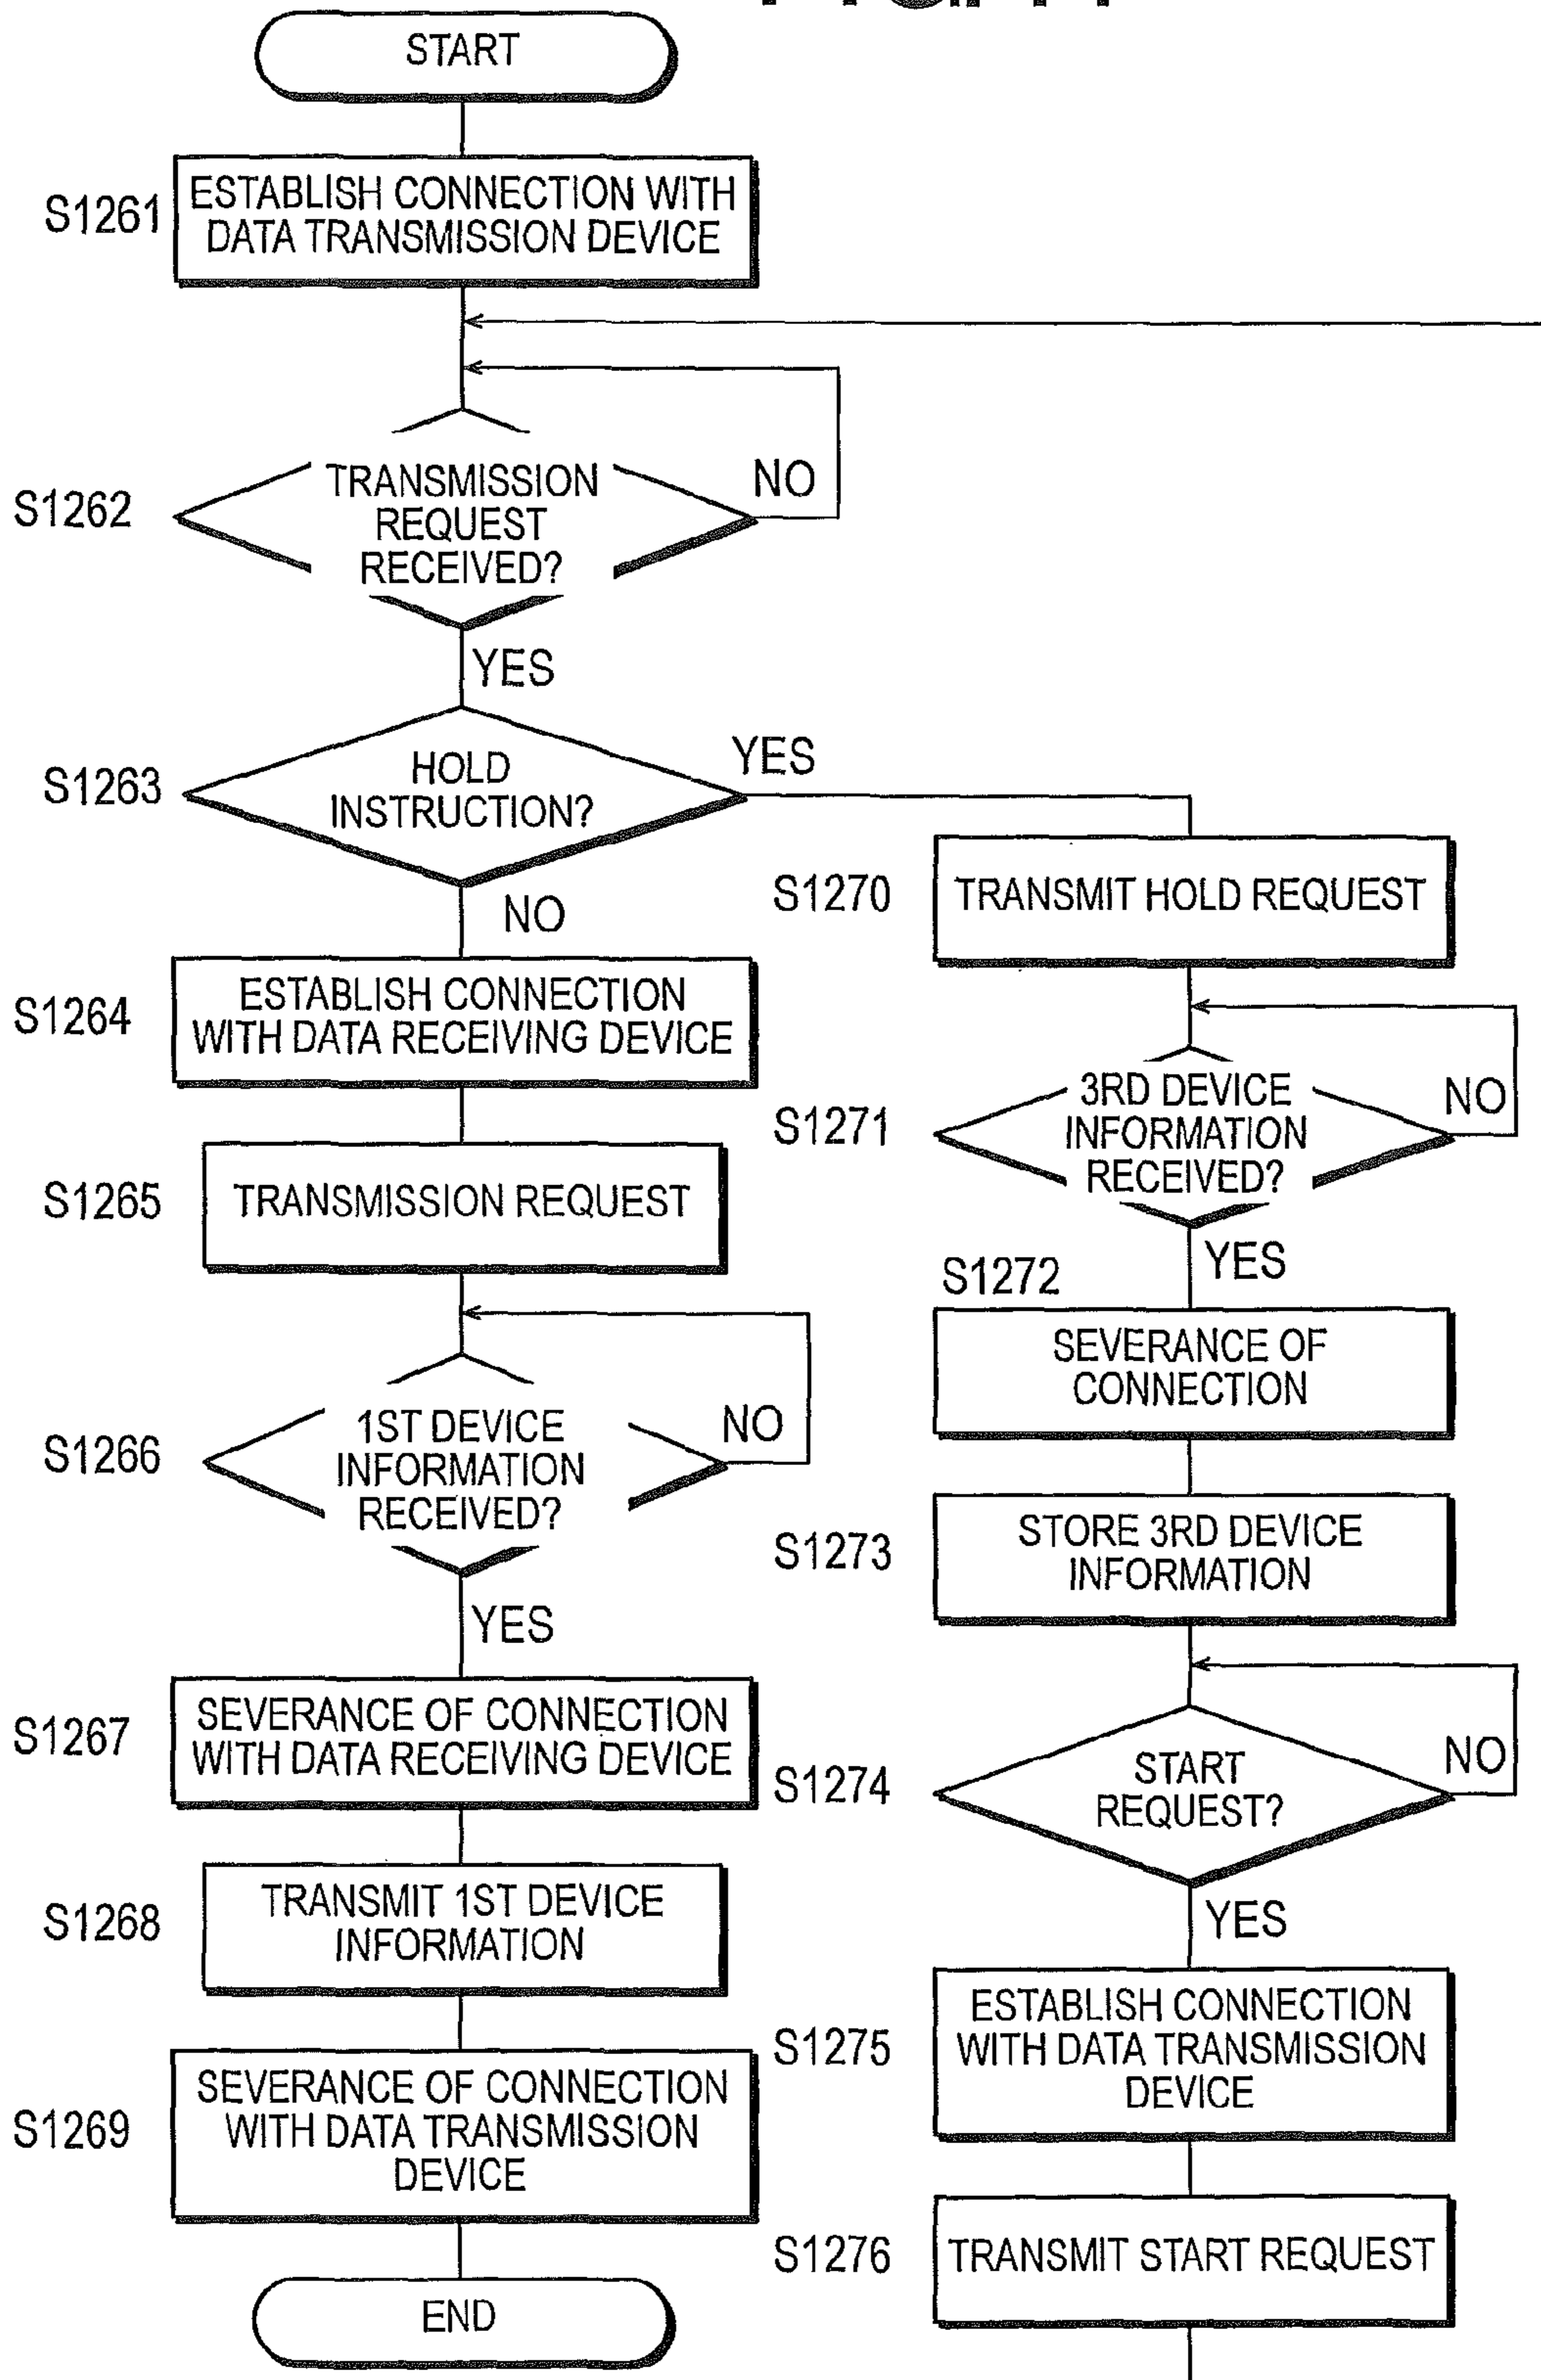 START
S1261
ESTABLISH CONNECTION WITH
DATA TRANSMISSION DEVICE
S1262
TRANSMISSION
REQUEST
RECEIVED?
NO
YES
S1263
HOLD
INSTRUCTION?
YES
NO
S1264
ESTABLISH CONNECTION
WITH DATA RECEIVING DEVICE
S1265
TRANSMISSION REQUEST
S1266
1ST DEVICE
INFORMATION
RECEIVED?
NO
YES
S1267
SEVERANCE OF CONNECTION
WITH DATA RECEIVING DEVICE
S1268
TRANSMIT 1ST DEVICE
INFORMATION
S1269
SEVERANCE OF CONNECTION
WITH DATA TRANSMISSION
DEVICE
END
S1270
TRANSMIT HOLD REQUEST
S1271
3RD DEVICE
INFORMATION
RECEIVED?
NO
YES
S1272
SEVERANCE OF
CONNECTION
S1273
STORE 3RD DEVICE
INFORMATION
S1274
START
REQUEST?
NO
YES
S1275
ESTABLISH CONNECTION
WITH DATA TRANSMISSION
DEVICE
S1276
TRANSMIT START REQUEST